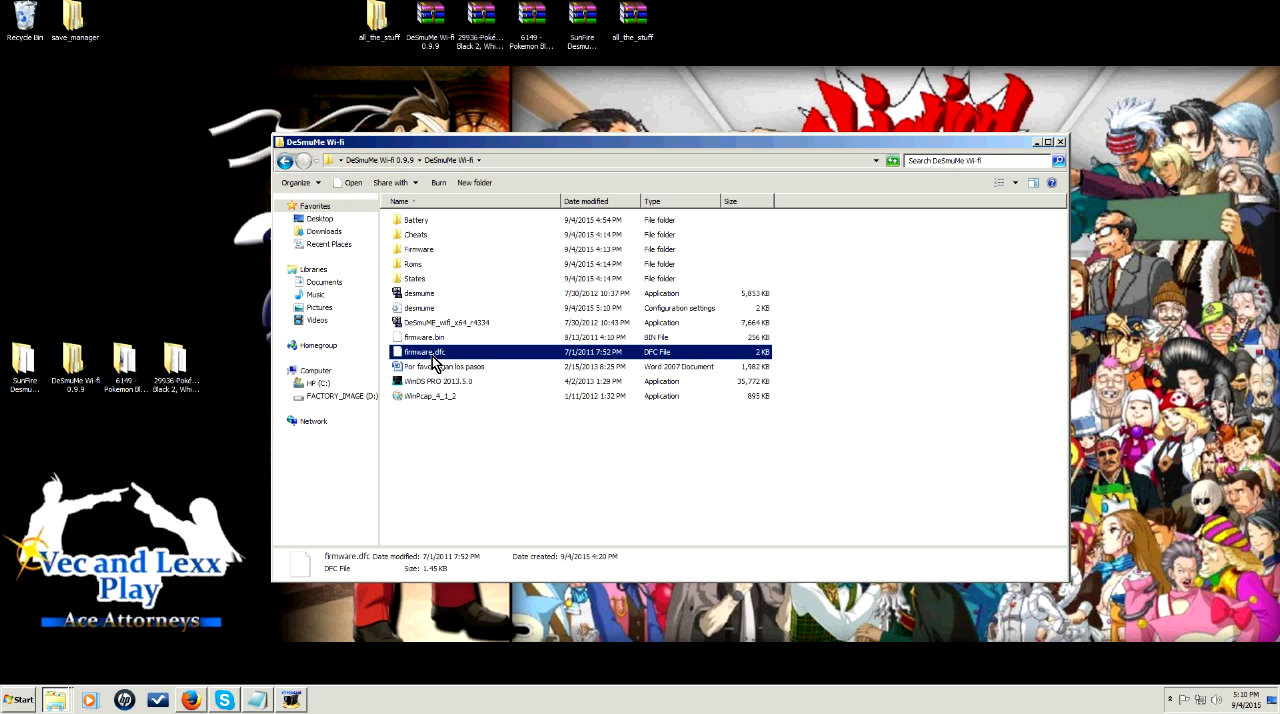 Recycle Bin
save_manager
all_the_stuff
DeSmuMe Wi-fi
0.9.9
29936-Poké...
Black 2, Whi...
6149 -
Pokemon Bl...
SunFire
Desmu...
all_the_stuff
DeSmuMe Wi-fi
DeSmuMe Wi-fi 0.9.9
DeSmuMe Wi-fi
Search DeSmuMe Wi-fi
Organize
Open
Share with
Burn
New folder
Favorites
Desktop
Downloads
Recent Places
Libraries
Documents
Music
Pictures
Videos
Homegroup
Computer
HP (C:)
FACTORY_IMAGE (D:)
Network
Name Date modified Type Size
Battery 9/4/2015 4:54 PM File folder
Cheats 9/4/2015 4:14 PM File folder
Firmware 9/4/2015 4:13 PM File folder
Roms 9/4/2015 4:14 PM File folder
States 9/4/2015 4:14 PM File folder
desmume 7/30/2012 10:37 PM Application 5,853 KB
desmume 9/4/2015 5:10 PM Configuration settings 2 KB
DeSmuME_wifi_x64_r4334 7/30/2012 10:43 PM Application 7,664 KB
firmware.bin 8/13/2011 4:10 PM BIN File 256 KB
firmware.dfc 7/1/2011 7:52 PM DFC File 2 KB
Por favo gan los pasos 2/15/2013 8:25 PM Word 2007 Document 1,982 KB
WinDS PRO 2013.5.0 4/2/2013 1:29 PM Application 35,772 KB
WinPcap_4_1_2 1/11/2012 1:32 PM Application 895 KB
firmware.dfc Date modified: 7/1/2011 7:52 PM Date created: 9/4/2015 4:20 PM
DFC File Size: 1.45 KB
SunFire
Desmu...
DeSmuMe Wi-fi
0.9.9
6149 -
Pokemon Bl...
29936-Poké...
Black 2, Whi...
Vec and Lexx
Play
Ace Attorneys
Start
5:10 PM
9/4/2015